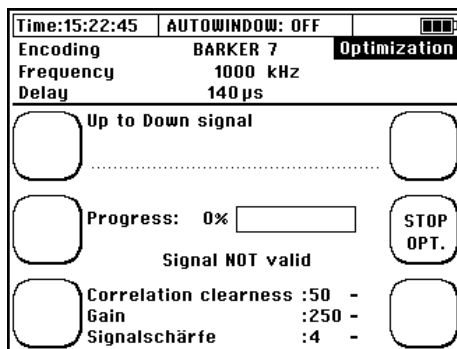 Time:15:22:45 AUTOWINDOW: OFF
Encoding BARKER 7 Optimization
Frequency 1000 kHz
Delay 140 µs
Up to Down signal
Progress: 0%
STOP
OPT.
Signal NOT valid
Correlation clearness :50 -
Gain :250 -
Signalschärfe :4 -